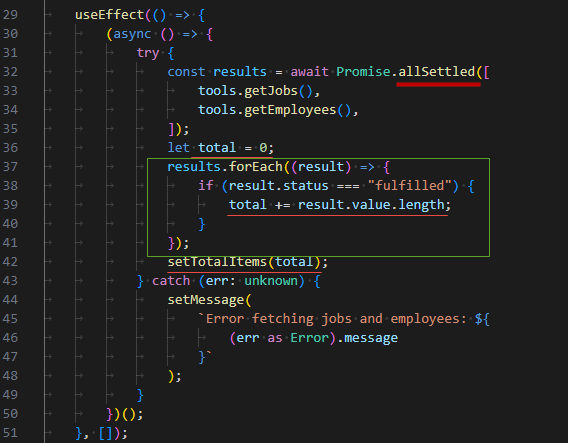 29 useEffect(() => {
30 (async () => {
31 try {
32 const results = await Promise.allSettled([
33 tools.getJobs(),
34 tools.getEmployees(),
35 ]);
36 let total = 0;
37 results.forEach((result) => {
38 if (result.status === "fulfilled") {
39 total += result.value.length;
40 }
41 });
42 setTotalItems(total);
43 } catch (err: unknown) {
44 setMessage(
45 `Error fetching jobs and employees: ${
46 (err as Error).message
47 }`
48 );
49 }
50 })();
51 }, []);